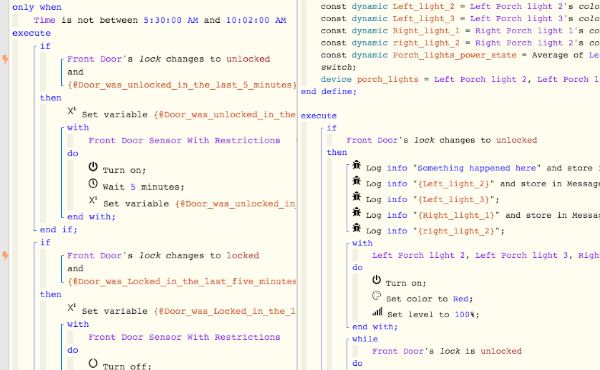 only when
Time is not between 5:30:00 AM and 10:02:00 AM
execute
if
Front Door's lock changes to unlocked
and
{@Door_was_unlocked_in_the_last_5_minutes}
then
X¹ Set variable {@Door_was_unlocked_in_the
with
Front Door Sensor With Restrictions
do
Turn on;
Wait 5 minutes;
X¹ Set variable {@Door_was_unlocked_in_
end with;
end if;
if
Front Door's lock changes to locked
and
{@Door_was_Locked_in_the_last_five_minutes
then
X¹ Set variable {@Door_was_Locked_in_the_l
with
Front Door Sensor With Restrictions
do
Turn off;
const dynamic Left_light_2 = Left Porch light 2's colo
const dynamic Left_light_3 = Left Porch light 3's colo
const dynamic Right_light_1 = Right Porch light 1's co
const dynamic right_light_2 = Right Porch light 2's co
const dynamic Porch_lights_power_state = Average of Le
switch;
device porch_lights = Left Porch light 2, Left Porch l
end define;
execute
if
Front Door's lock changes to unlocked
then
Log info "Something happened here" and store i
Log info "{Left_light_2}" and store in Message
Log info "{Left_light_3}";
Log info "{Right_light_1}" and store in Messa
Log info "{right_light_2}";
with
Left Porch light 2, Left Porch light 3, Righ
do
Turn on;
Set color to Red;
Set level to 100%;
end with;
while
Front Door's lock is unlocked
do